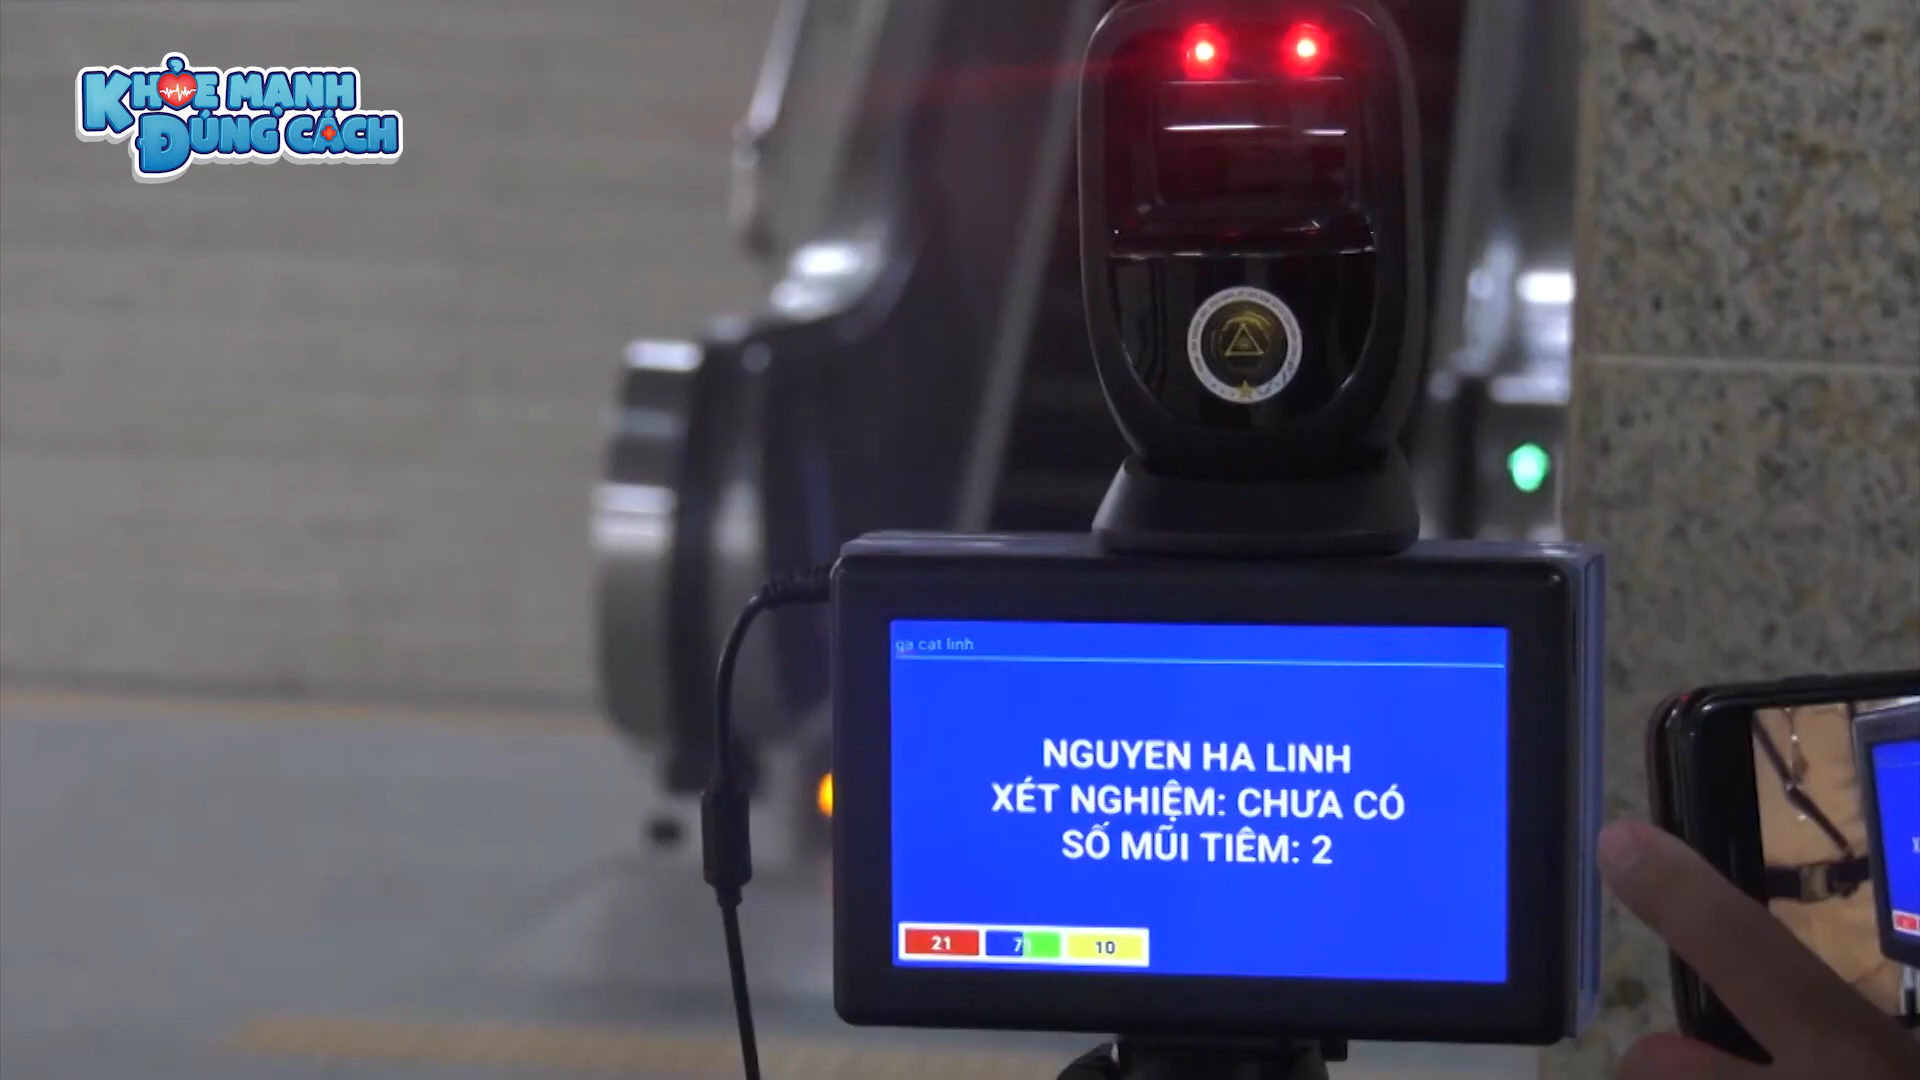 KHỎE MẠNH
ĐÚNG CÁCH
ga cat linh
NGUYEN HA LINH
XÉT NGHIỆM: CHƯA CÓ
SỐ MŨI TIÊM: 2
21
10